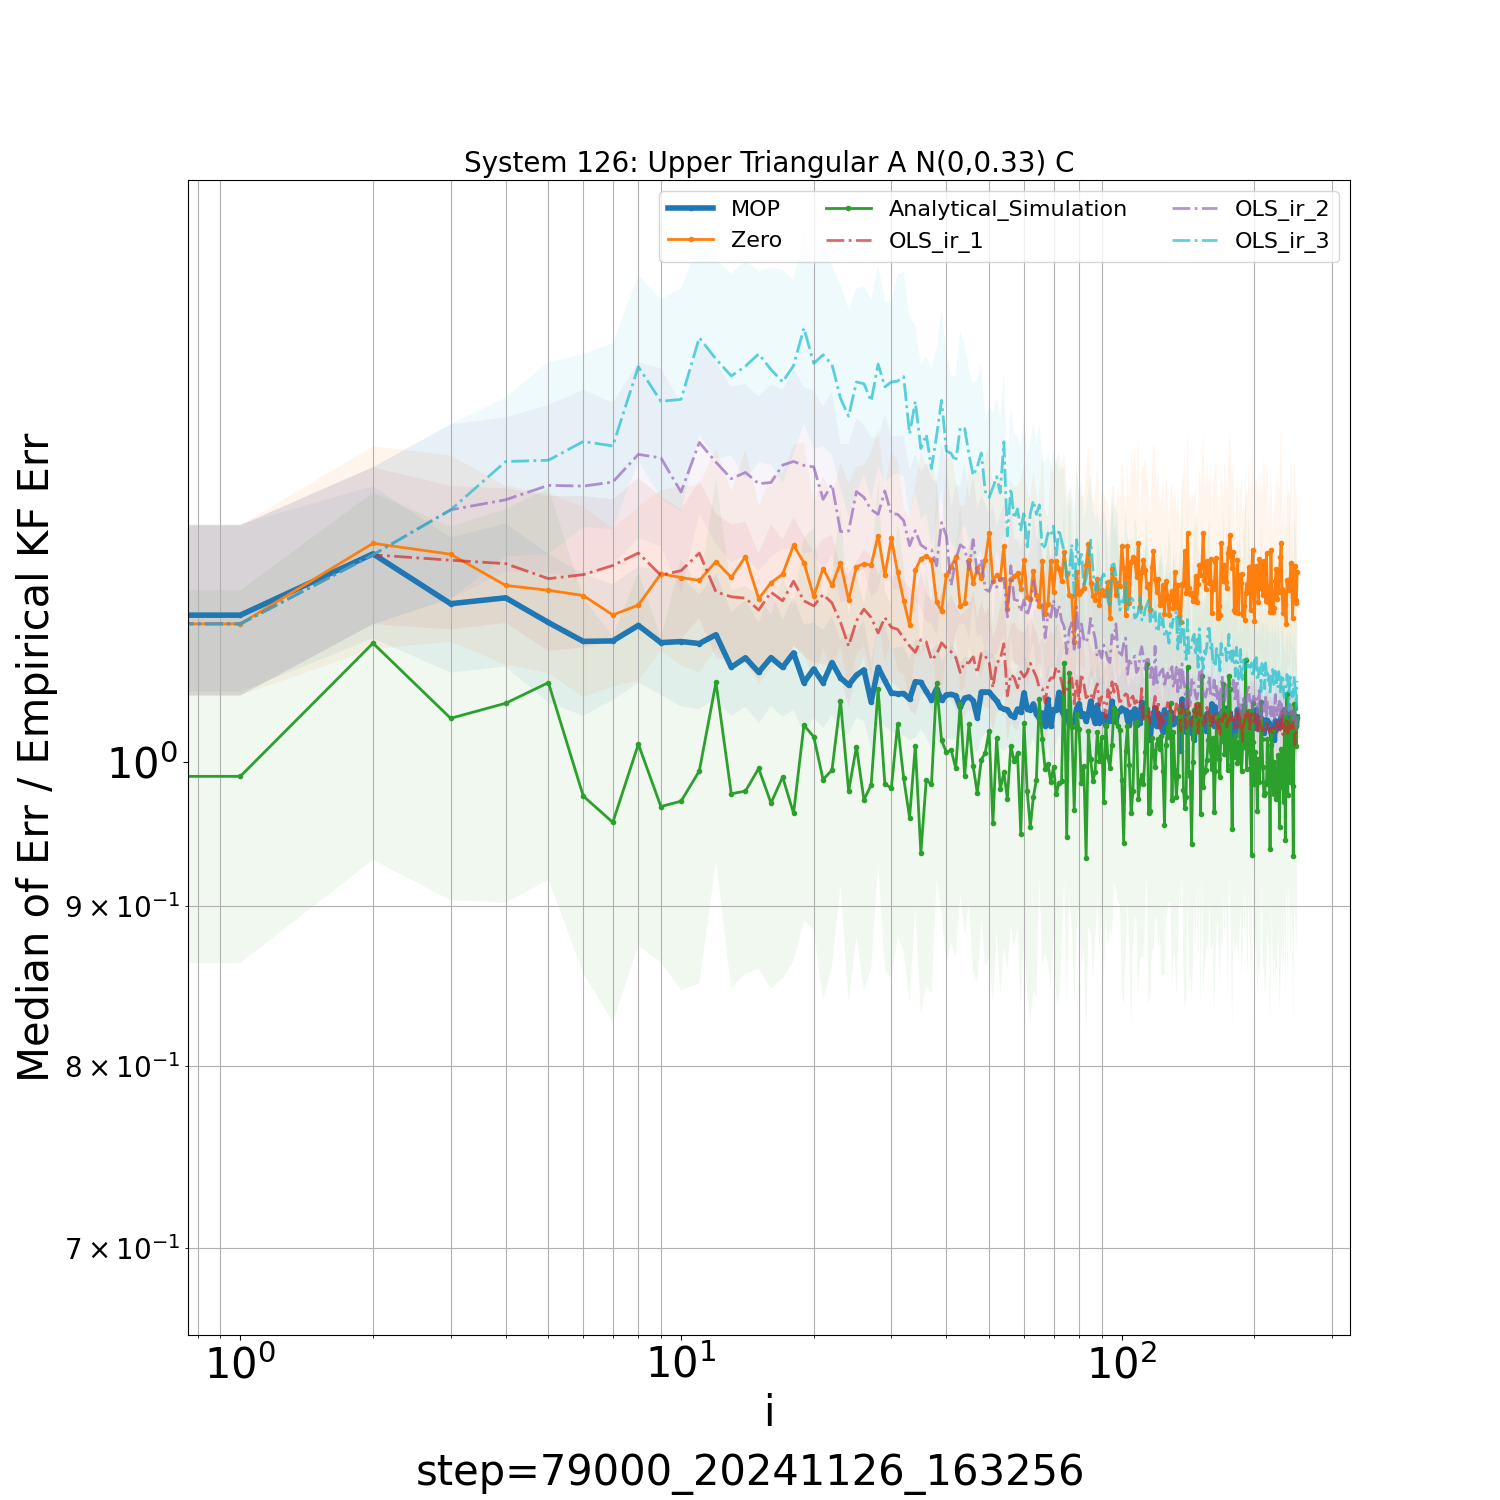 System 126: Upper Triangular A N(0,0.33) C
MOP
Zero
Analytical_Simulation
OLS_ir_1
OLS_ir_2
OLS_ir_3
Median of Err / Empirical KF Err
10⁰
9 × 10⁻¹
8 × 10⁻¹
7 × 10⁻¹
10⁰ 10¹ 10²
i
step=79000_20241126_163256